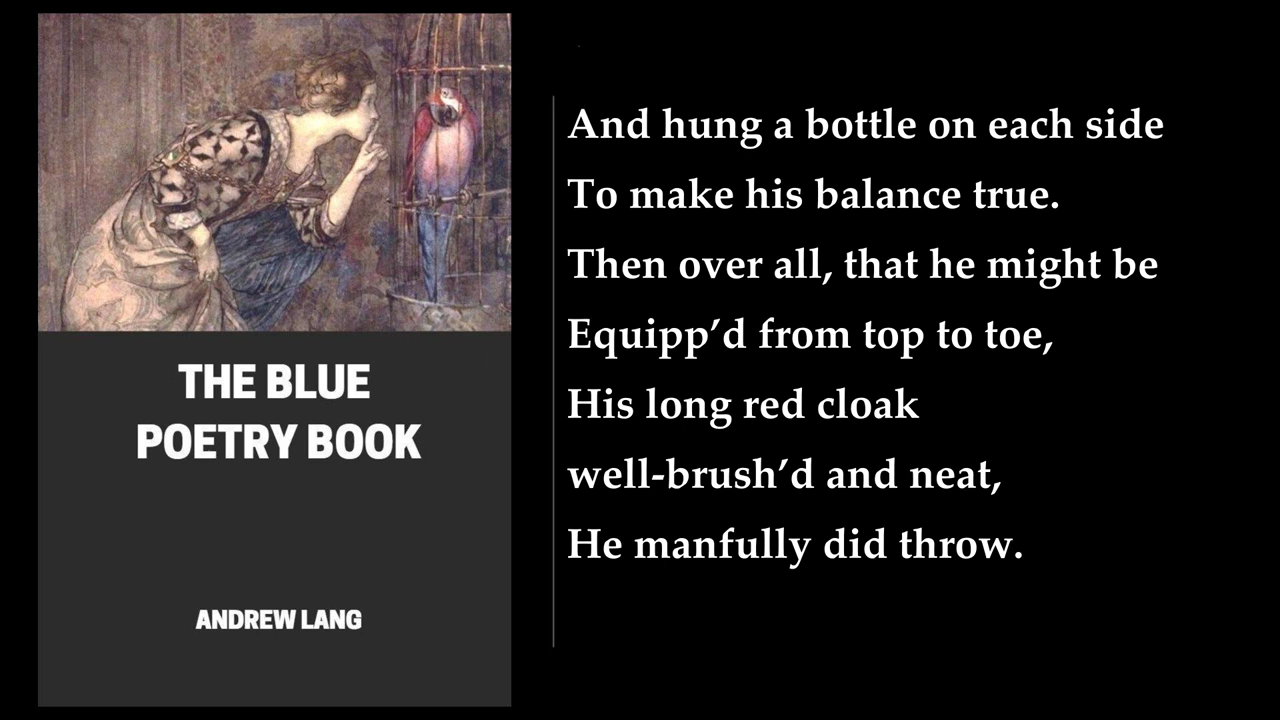 THE BLUE
POETRY BOOK
ANDREW LANG
And hung a bottle on each side
To make his balance true.
Then over all, that he might be
Equipp’d from top to toe,
His long red cloak
well-brush’d and neat,
He manfully did throw.